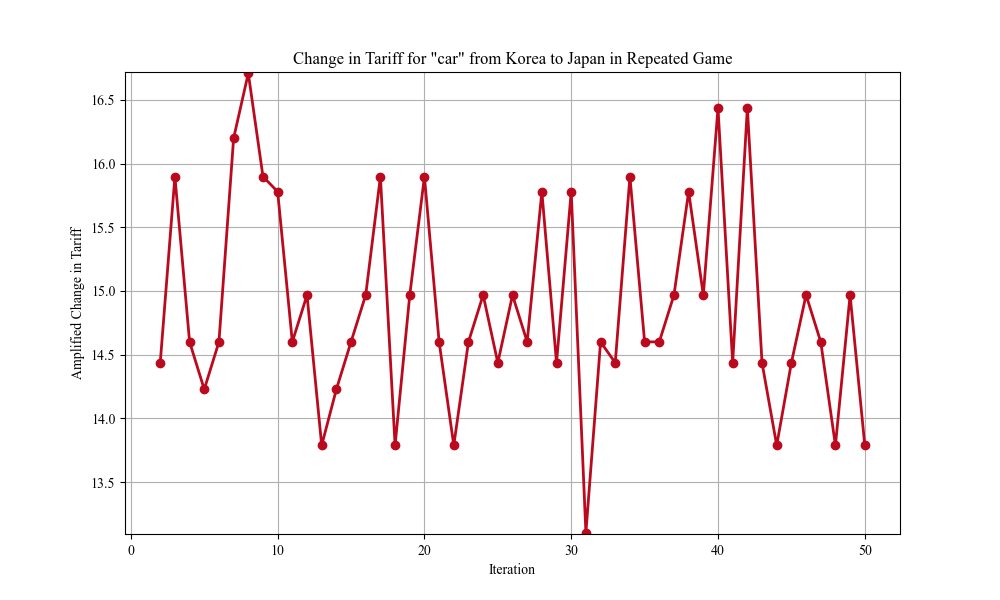 Change in Tariff for "car" from Korea to Japan in Repeated Game
Amplified Change in Tariff
16.5
16.0
15.5
15.0
14.5
14.0
13.5
0 10 20 30 40 50
Iteration